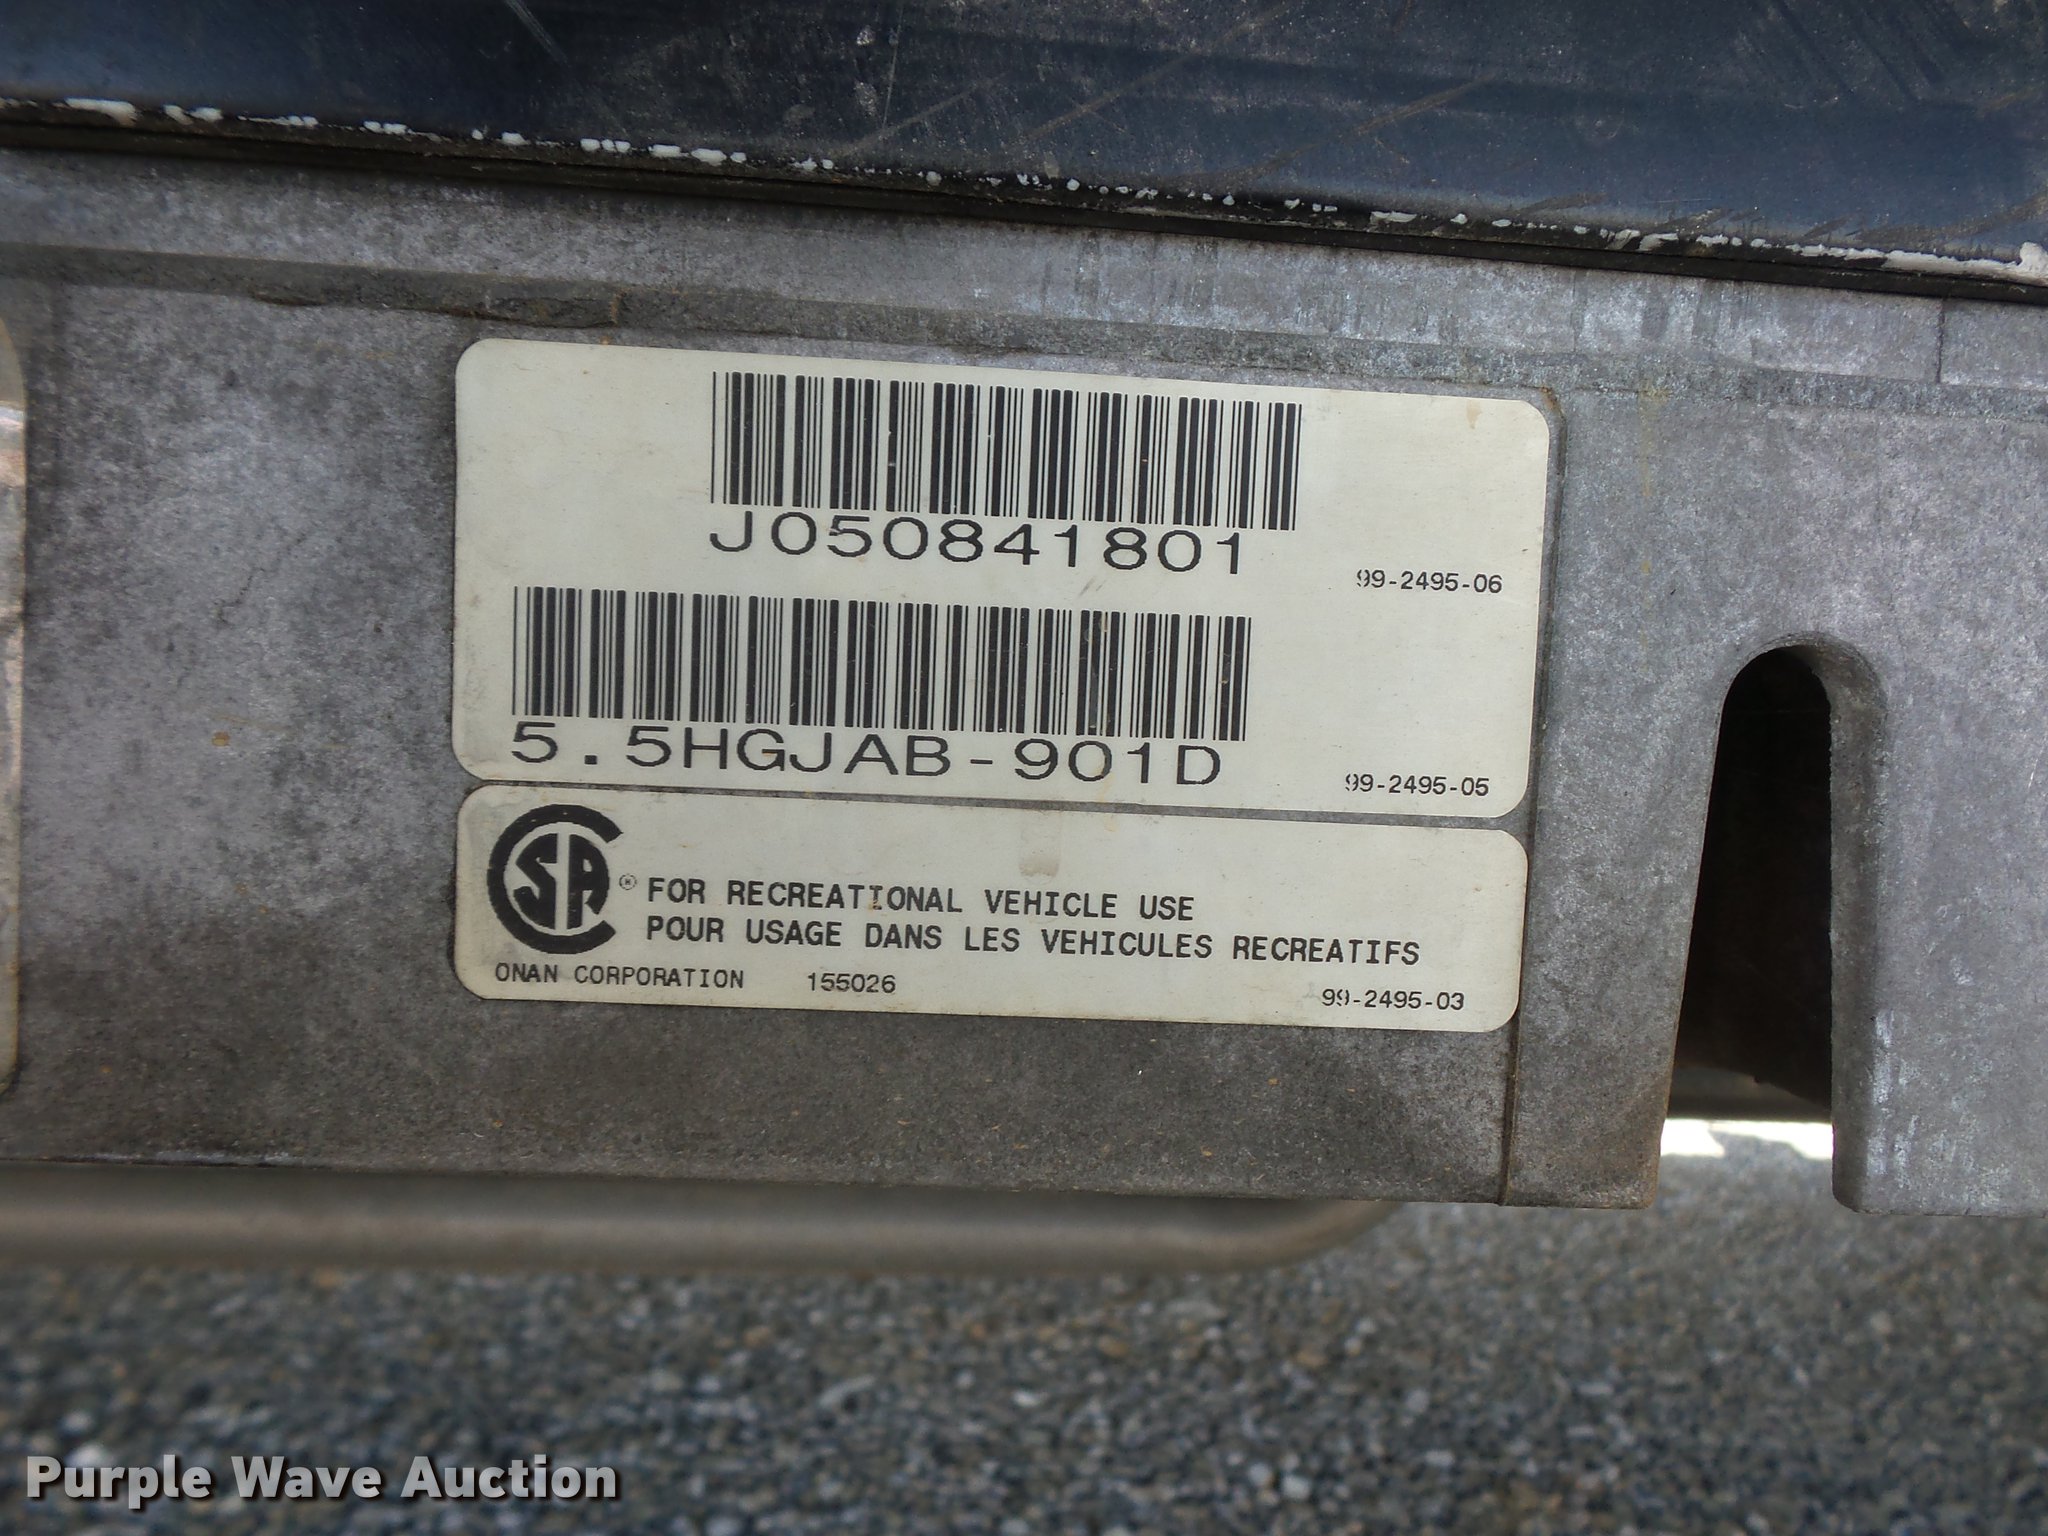 J050841801
99-2495-06
5.5HGJAB-901D
99-2495-05
CSA ® FOR RECREATIONAL VEHICLE USE
POUR USAGE DANS LES VEHICULES RECREATIFS
ONAN CORPORATION 155026 99-2495-03
Purple Wave Auction